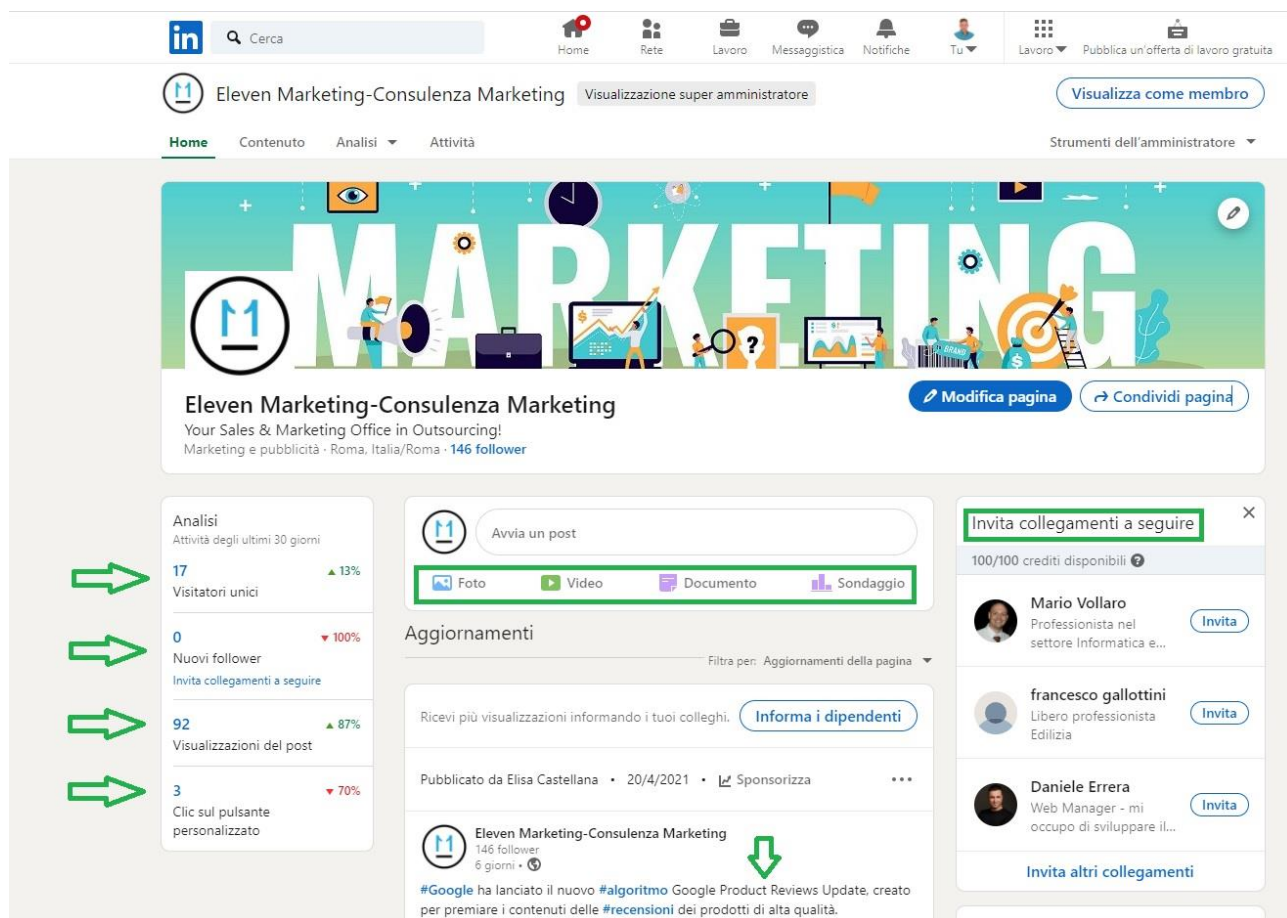 in Cerca
Home Rete Lavoro Messaggistica Notifiche Tu Lavoro Pubblica un'offerta di lavoro gratuita
Eleven Marketing-Consulenza Marketing Visualizzazione super amministratore Visualizza come membro
Home Contenuto Analisi Attività Strumenti dell'amministratore
MARKETING
$
?
BRAND
$
Modifica pagina Condividi pagina
Eleven Marketing-Consulenza Marketing
Your Sales & Marketing Office in Outsourcing!
Marketing e pubblicità · Roma, Italia/Roma · 146 follower
Analisi
Attività degli ultimi 30 giorni
17 ▲ 13%
Visitatori unici
0 ▼ 100%
Nuovi follower
Invita collegamenti a seguire
92 ▲ 87%
Visualizzazioni del post
3 ▼ 70%
Clic sul pulsante
personalizzato
Avvia un post
Foto Video Documento Sondaggio
Aggiornamenti
Filtra per: Aggiornamenti della pagina
Ricevi più visualizzazioni informando i tuoi colleghi. Informa i dipendenti
Pubblicato da Elisa Castellana • 20/4/2021 • Sponsorizza •••
Eleven Marketing-Consulenza Marketing
146 follower
6 giorni •
#Google ha lanciato il nuovo #algoritmo Google Product Reviews Update, creato
per premiare i contenuti delle #recensioni dei prodotti di alta qualità.
Invita collegamenti a seguire
100/100 crediti disponibili ?
Mario Vollaro
Professionista nel
settore Informatica e...
Invita
francesco gallottini
Libero professionista
Edilizia
Invita
Daniele Errera
Web Manager - mi
occupo di sviluppare il...
Invita
Invita altri collegamenti